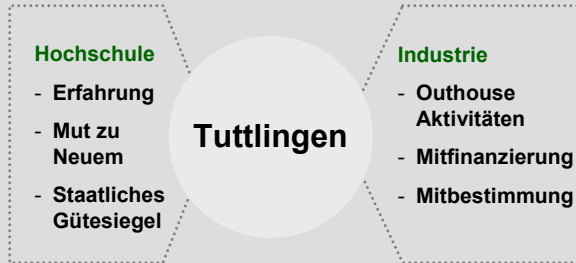 Hochschule
- Erfahrung
- Mut zu
Neuem
- Staatliches
Gütesiegel
Tuttlingen
Industrie
- Outhouse
Aktivitäten
- Mitfinanzierung
- Mitbestimmung